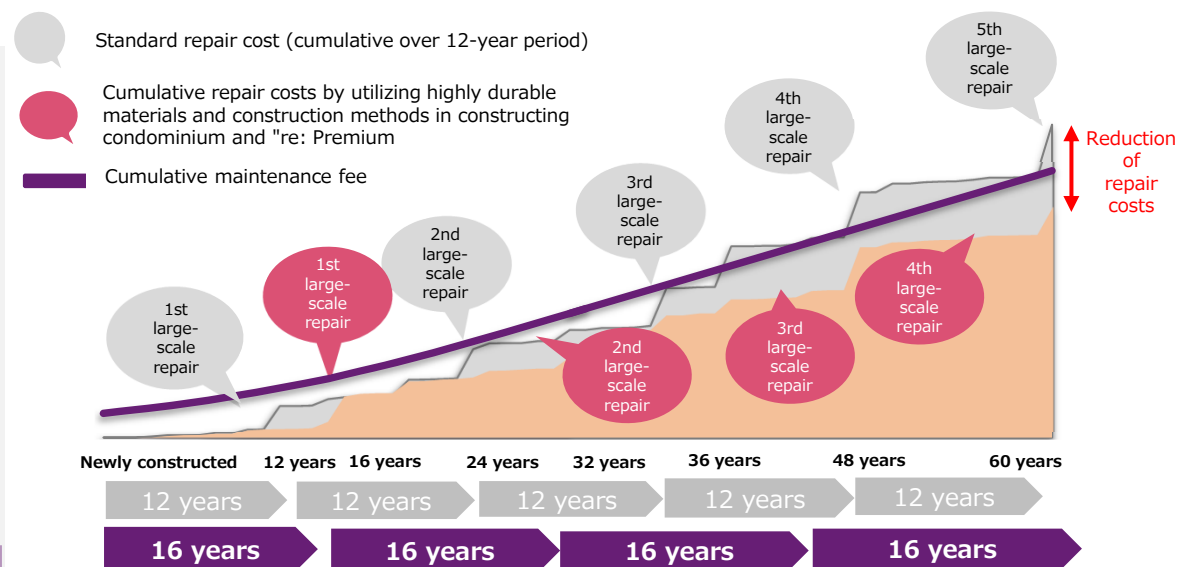 Standard repair cost (cumulative over 12-year period)
Cumulative repair costs by utilizing highly durable
materials and construction methods in constructing
condominium and "re: Premium
Cumulative maintenance fee
1st
large-
scale
repair
1st
large-
scale
repair
2nd
large-
scale
repair
2nd
large-
scale
repair
3rd
large-
scale
repair
3rd
large-
scale
repair
4th
large-
scale
repair
4th
large-
scale
repair
5th
large-
scale
repair
Reduction
of
repair
costs
Newly constructed 12 years 16 years 24 years 32 years 36 years 48 years 60 years
12 years 12 years 12 years 12 years 12 years
16 years 16 years 16 years 16 years